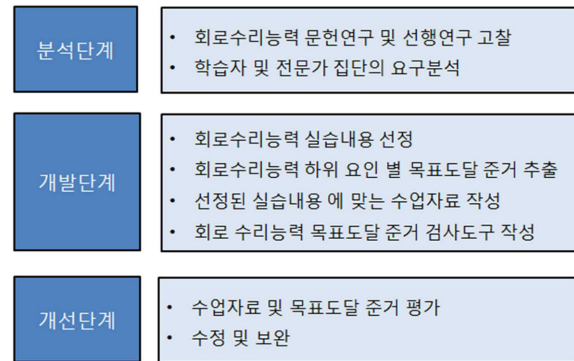 분석단계
• 회로수리능력 문헌연구 및 선행연구 고찰
• 학습자 및 전문가 집단의 요구분석
개발단계
• 회로수리능력 실습내용 선정
• 회로수리능력 하위 요인 별 목표도달 준거 추출
• 선정된 실습내용 에 맞는 수업자료 작성
• 회로 수리능력 목표도달 준거 검사도구 작성
개선단계
• 수업자료 및 목표도달 준거 평가
• 수정 및 보완